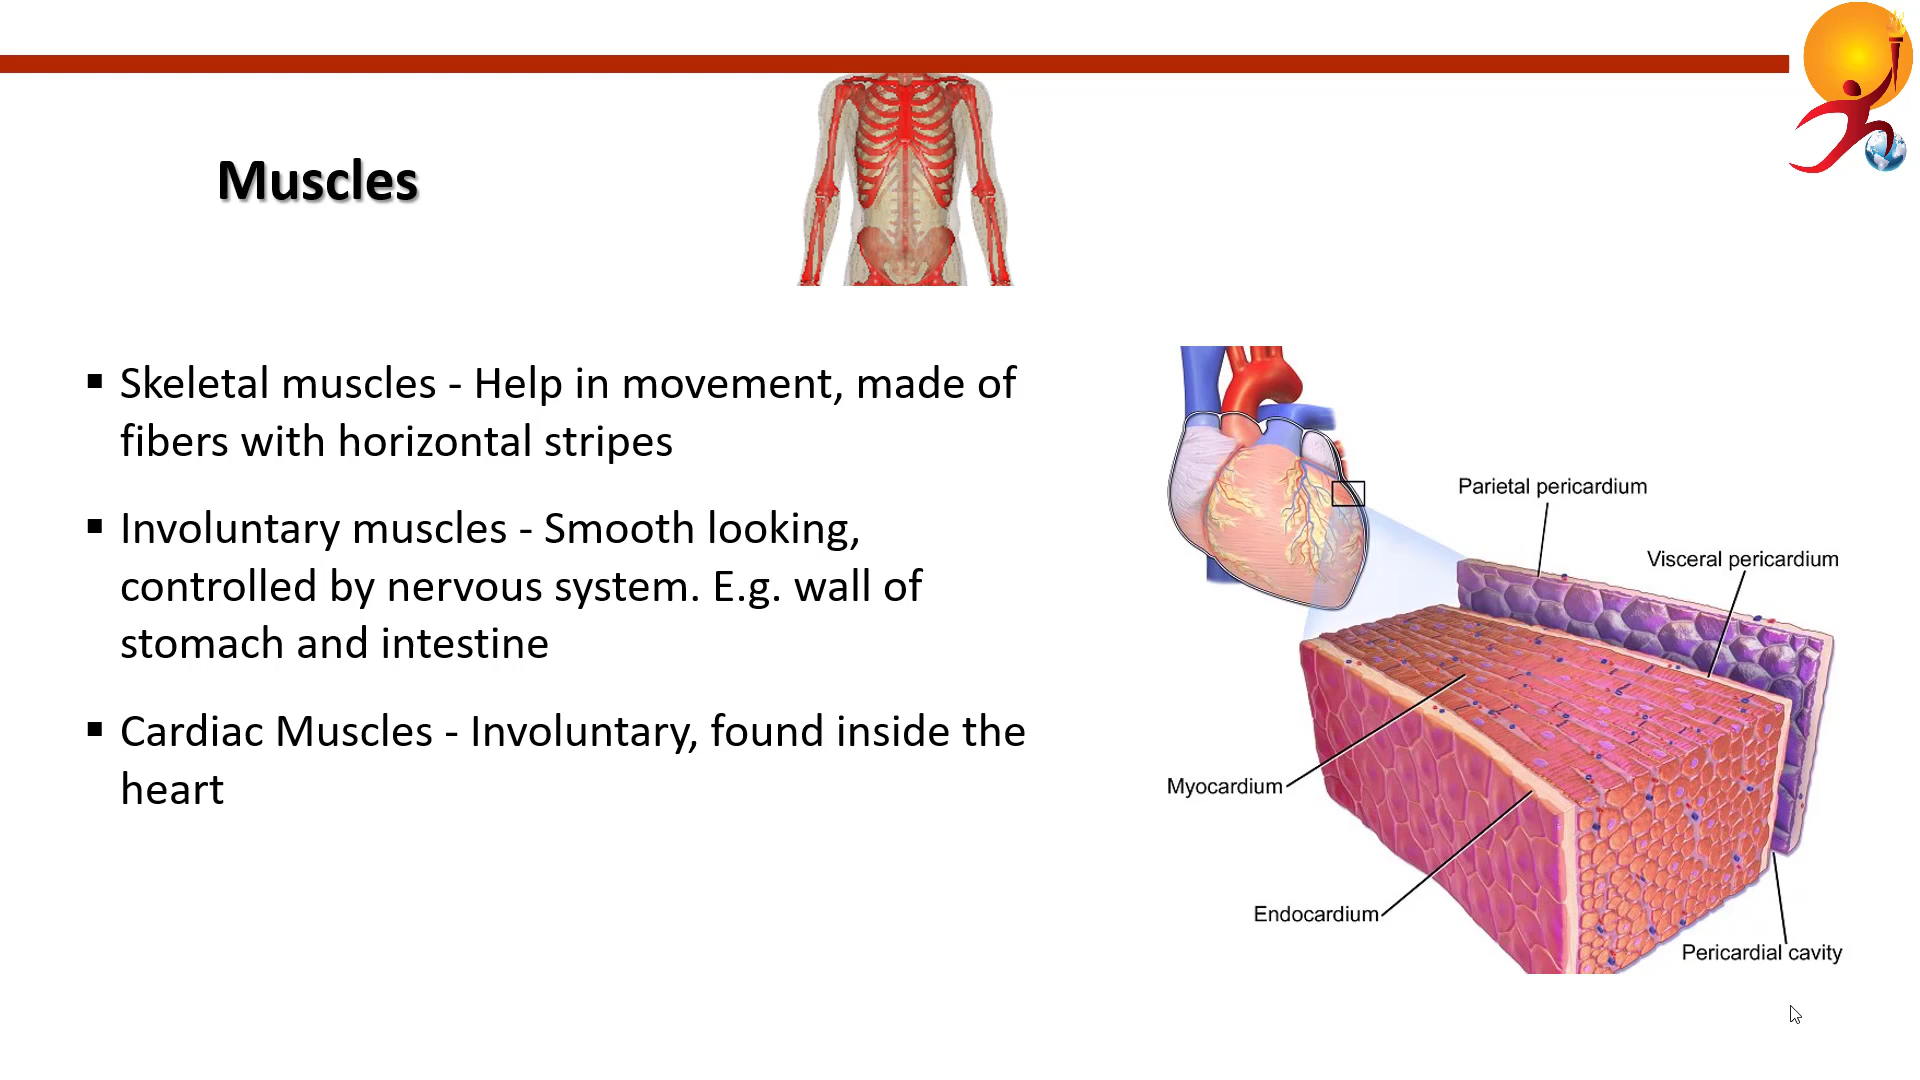 Muscles
▪ Skeletal muscles - Help in movement, made of
fibers with horizontal stripes
▪ Involuntary muscles - Smooth looking,
controlled by nervous system. E.g. wall of
stomach and intestine
▪ Cardiac Muscles - Involuntary, found inside the
heart
Parietal pericardium
Visceral pericardium
Myocardium
Endocardium
Pericardial cavity